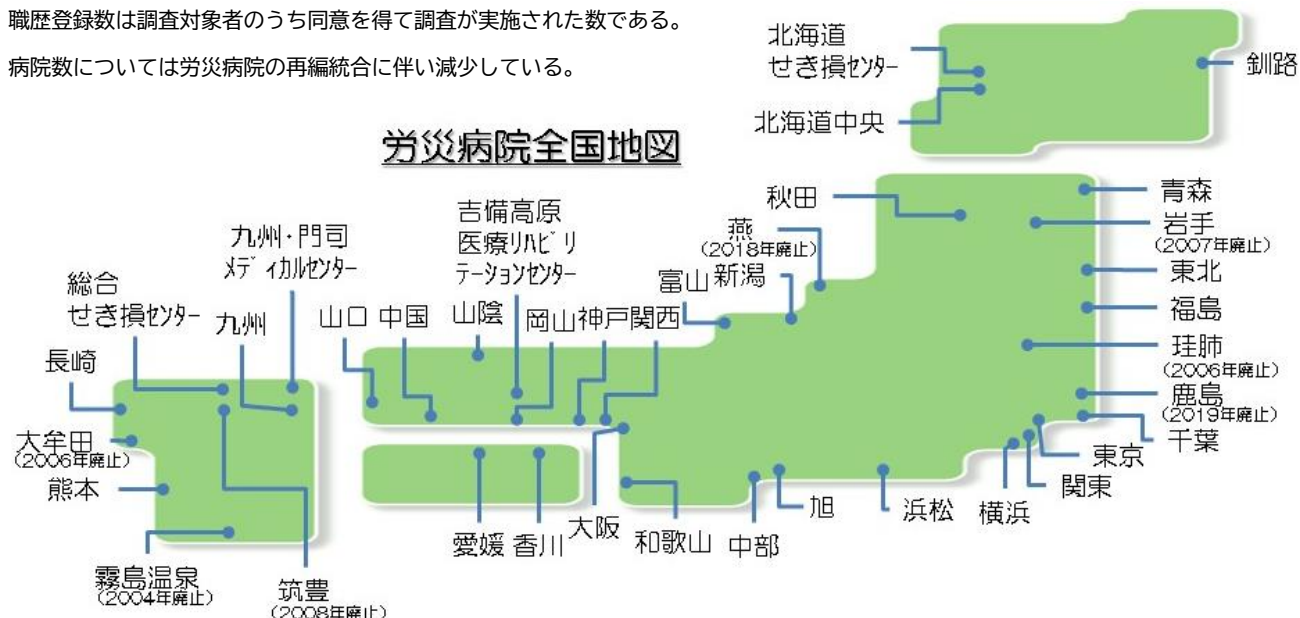 職歴登録数は調査対象者のうち同意を得て調査が実施された数である。
病院数については労災病院の再編統合に伴い減少している。
労災病院全国地図
北海道
せき損センター
釧路
北海道中央
青森
秋田
岩手
(2007年廃止)
燕
(2018年廃止)
新潟
富山
東北
福島
珪肺
(2006年廃止)
鹿島
(2019年廃止)
千葉
東京
関東
横浜
浜松
旭
中部
和歌山
大阪
吉備高原
医療リハビリ
テーションセンター
山口
中国
山陰
岡山
神戸
関西
愛媛
香川
九州・門司
メディカルセンター
総合
せき損センター
九州
長崎
大牟田
(2006年廃止)
熊本
霧島温泉
(2004年廃止)
筑豊
(2008年廃止)